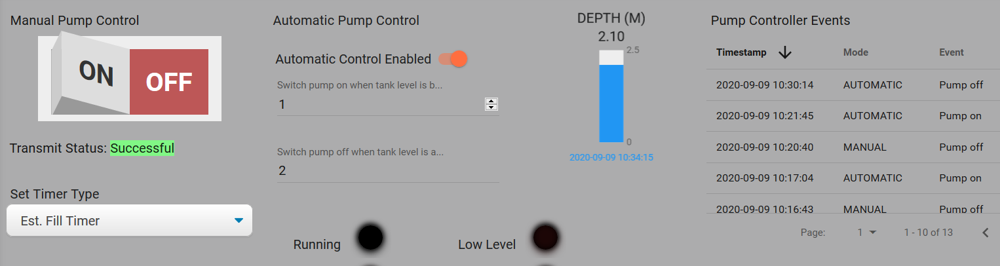 Manual Pump Control
ON
OFF
Transmit Status: Successful
Set Timer Type
Est. Fill Timer
Automatic Pump Control
Automatic Control Enabled
Switch pump on when tank level is b...
1
Switch pump off when tank level is a...
2
Running
Low Level
DEPTH (M)
2.10
2.5
0
2020-09-09 10:34:15
Pump Controller Events
Timestamp Mode Event
2020-09-09 10:30:14 AUTOMATIC Pump off
2020-09-09 10:21:45 AUTOMATIC Pump on
2020-09-09 10:20:40 MANUAL Pump off
2020-09-09 10:17:04 AUTOMATIC Pump on
2020-09-09 10:16:43 MANUAL Pump off
Page: 1 1 - 10 of 13